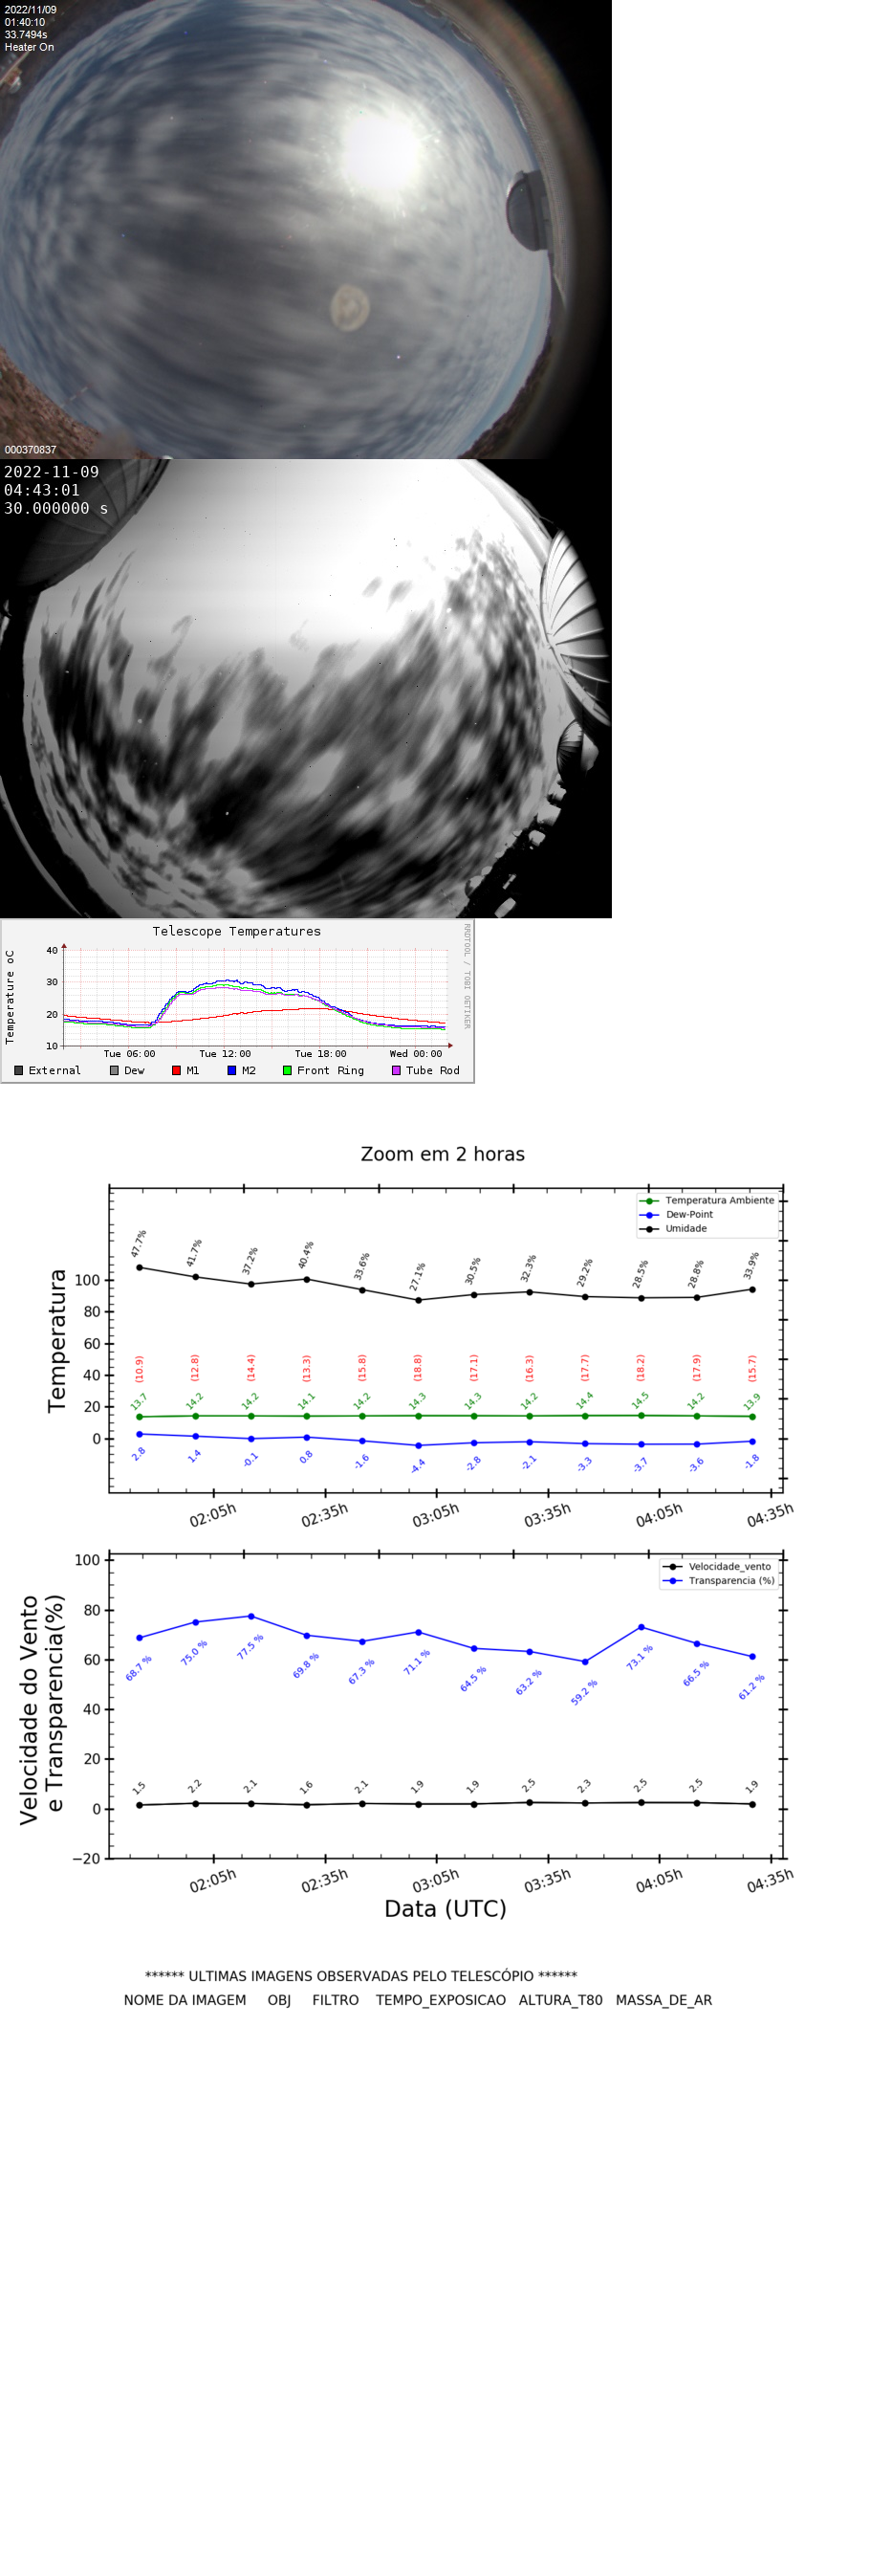 2022/11/09
01:40:10
33.7494s
Heater On
000370837
2022-11-09
04:43:01
30.000000 s
Telescope Temperatures
RRDTOOL / TOBI OETIKER
Temperature oC
40
30
20
10
Tue 06:00 Tue 12:00 Tue 18:00 Wed 00:00
External Dew M1 M2 Front Ring Tube Rod
Zoom em 2 horas
Temperatura Ambiente
Dew-Point
Umidade
Temperatura
47.7% 41.7% 37.2% 40.4% 33.6% 27.1% 30.5% 32.3% 29.2% 28.5% 28.8% 33.9%
100
80
60
40
20
0
(10.9) (12.8) (14.4) (13.3) (15.8) (18.8) (17.1) (16.3) (17.7) (18.2) (17.9) (15.7)
13.7 14.2 14.2 14.1 14.2 14.3 14.3 14.2 14.4 14.5 14.2 13.9
2.8 1.4 -0.1 0.8 -1.6 -4.4 -2.8 -2.1 -3.3 -3.7 -3.6 -1.8
02:05h 02:35h 03:05h 03:35h 04:05h 04:35h
Velocidade_vento
Transparencia (%)
Velocidade do Vento
e Transparencia(%)
100
80
60
40
20
0
−20
68.7 % 75.0 % 77.5 % 69.8 % 67.3 % 71.1 % 64.5 % 63.2 % 59.2 % 73.1 % 66.5 % 61.2 %
1.5 2.2 2.1 1.6 2.1 1.9 1.9 2.5 2.3 2.5 2.5 1.9
02:05h 02:35h 03:05h 03:35h 04:05h 04:35h
Data (UTC)
****** ULTIMAS IMAGENS OBSERVADAS PELO TELESCÓPIO ******
NOME DA IMAGEM OBJ FILTRO TEMPO_EXPOSICAO ALTURA_T80 MASSA_DE_AR